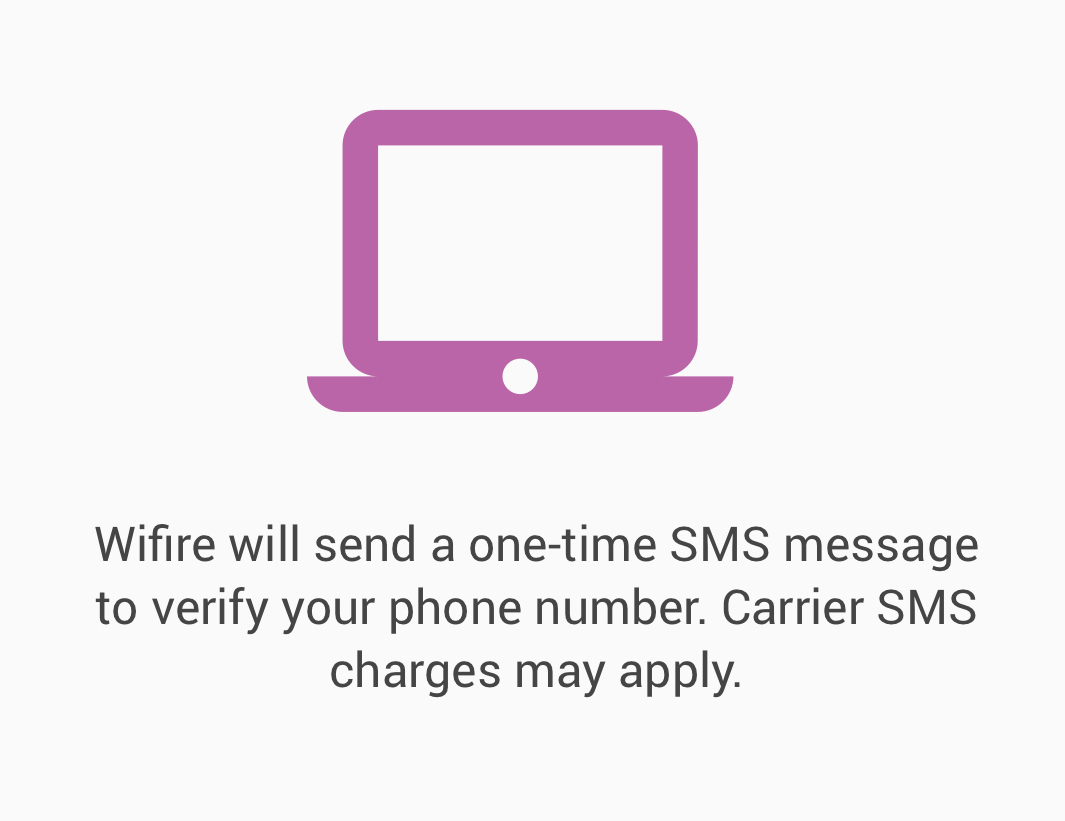 Wifire will send a one-time SMS message
to verify your phone number. Carrier SMS
charges may apply.